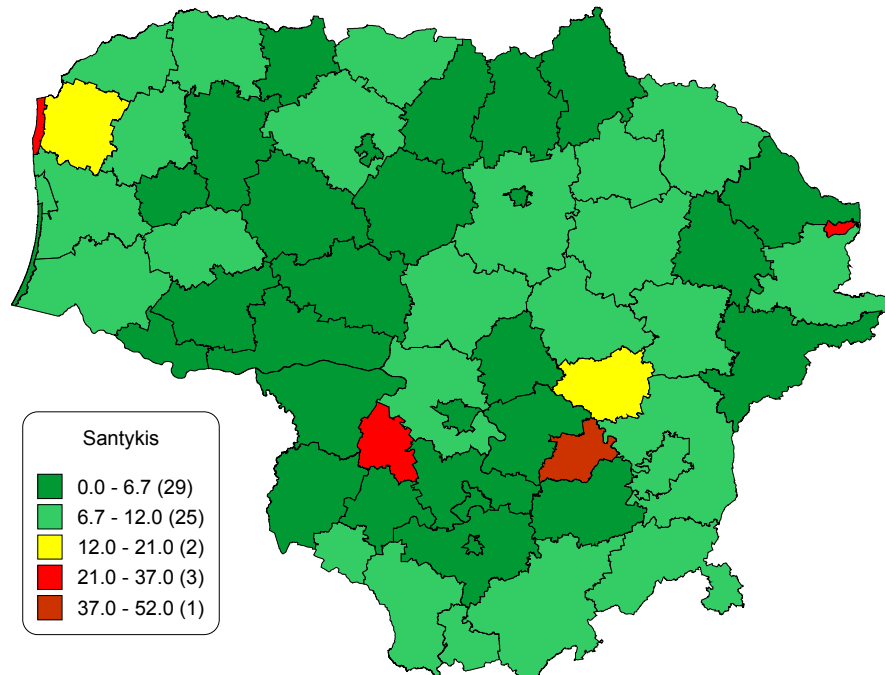 Santykis
0.0 - 6.7 (29)
6.7 - 12.0 (25)
12.0 - 21.0 (2)
21.0 - 37.0 (3)
37.0 - 52.0 (1)